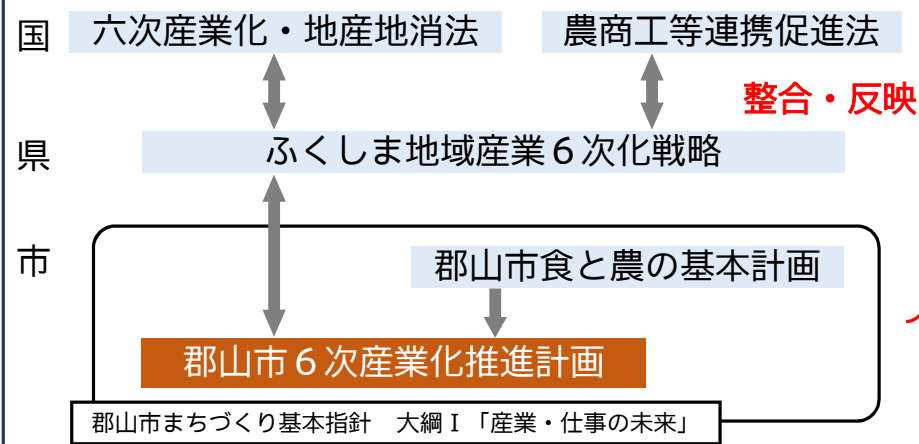 国
六次産業化・地産地消法
農商工等連携促進法
整合・反映
県
ふくしま地域産業６次化戦略
市
郡山市食と農の基本計画
郡山市６次産業化推進計画
郡山市まちづくり基本指針　大綱Ⅰ「産業・仕事の未来」